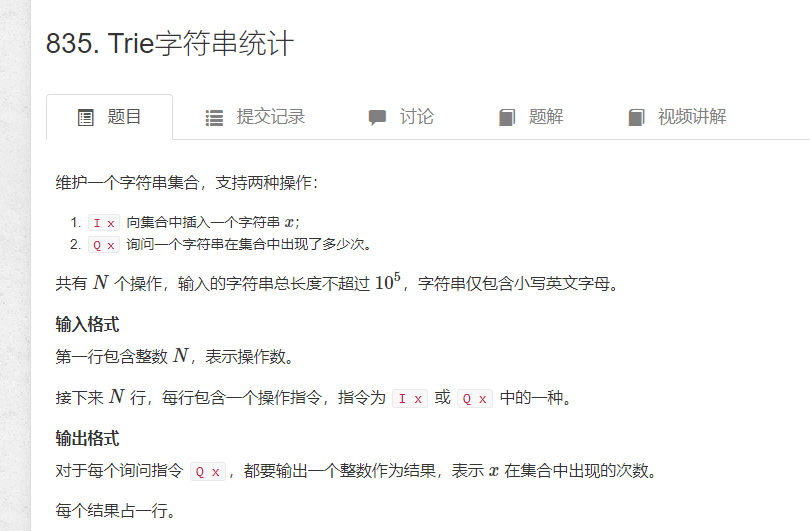 835. Trie字符串统计
题目 提交记录 讨论 题解 视频讲解
维护一个字符串集合，支持两种操作：
1. I x 向集合中插入一个字符串 x；
2. Q x 询问一个字符串在集合中出现了多少次。
共有 N 个操作，输入的字符串总长度不超过 10^5，字符串仅包含小写英文字母。
输入格式
第一行包含整数 N，表示操作数。
接下来 N 行，每行包含一个操作指令，指令为 I x 或 Q x 中的一种。
输出格式
对于每个询问指令 Q x，都要输出一个整数作为结果，表示 x 在集合中出现的次数。
每个结果占一行。